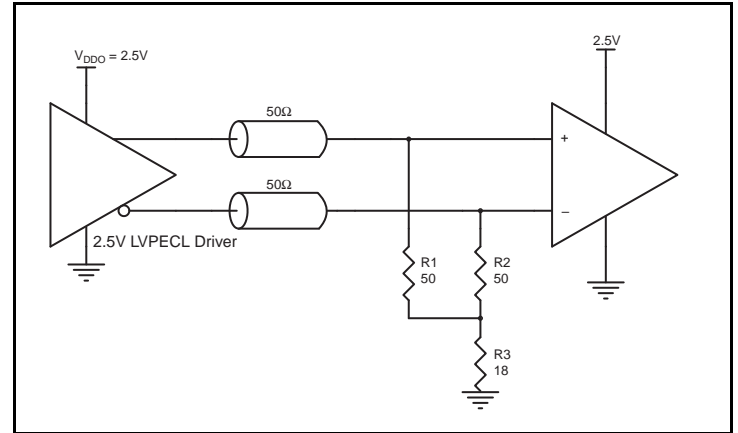 V_DDO = 2.5V
2.5V
50Ω
+
50Ω
–
2.5V LVPECL Driver
R1
50
R2
50
R3
18